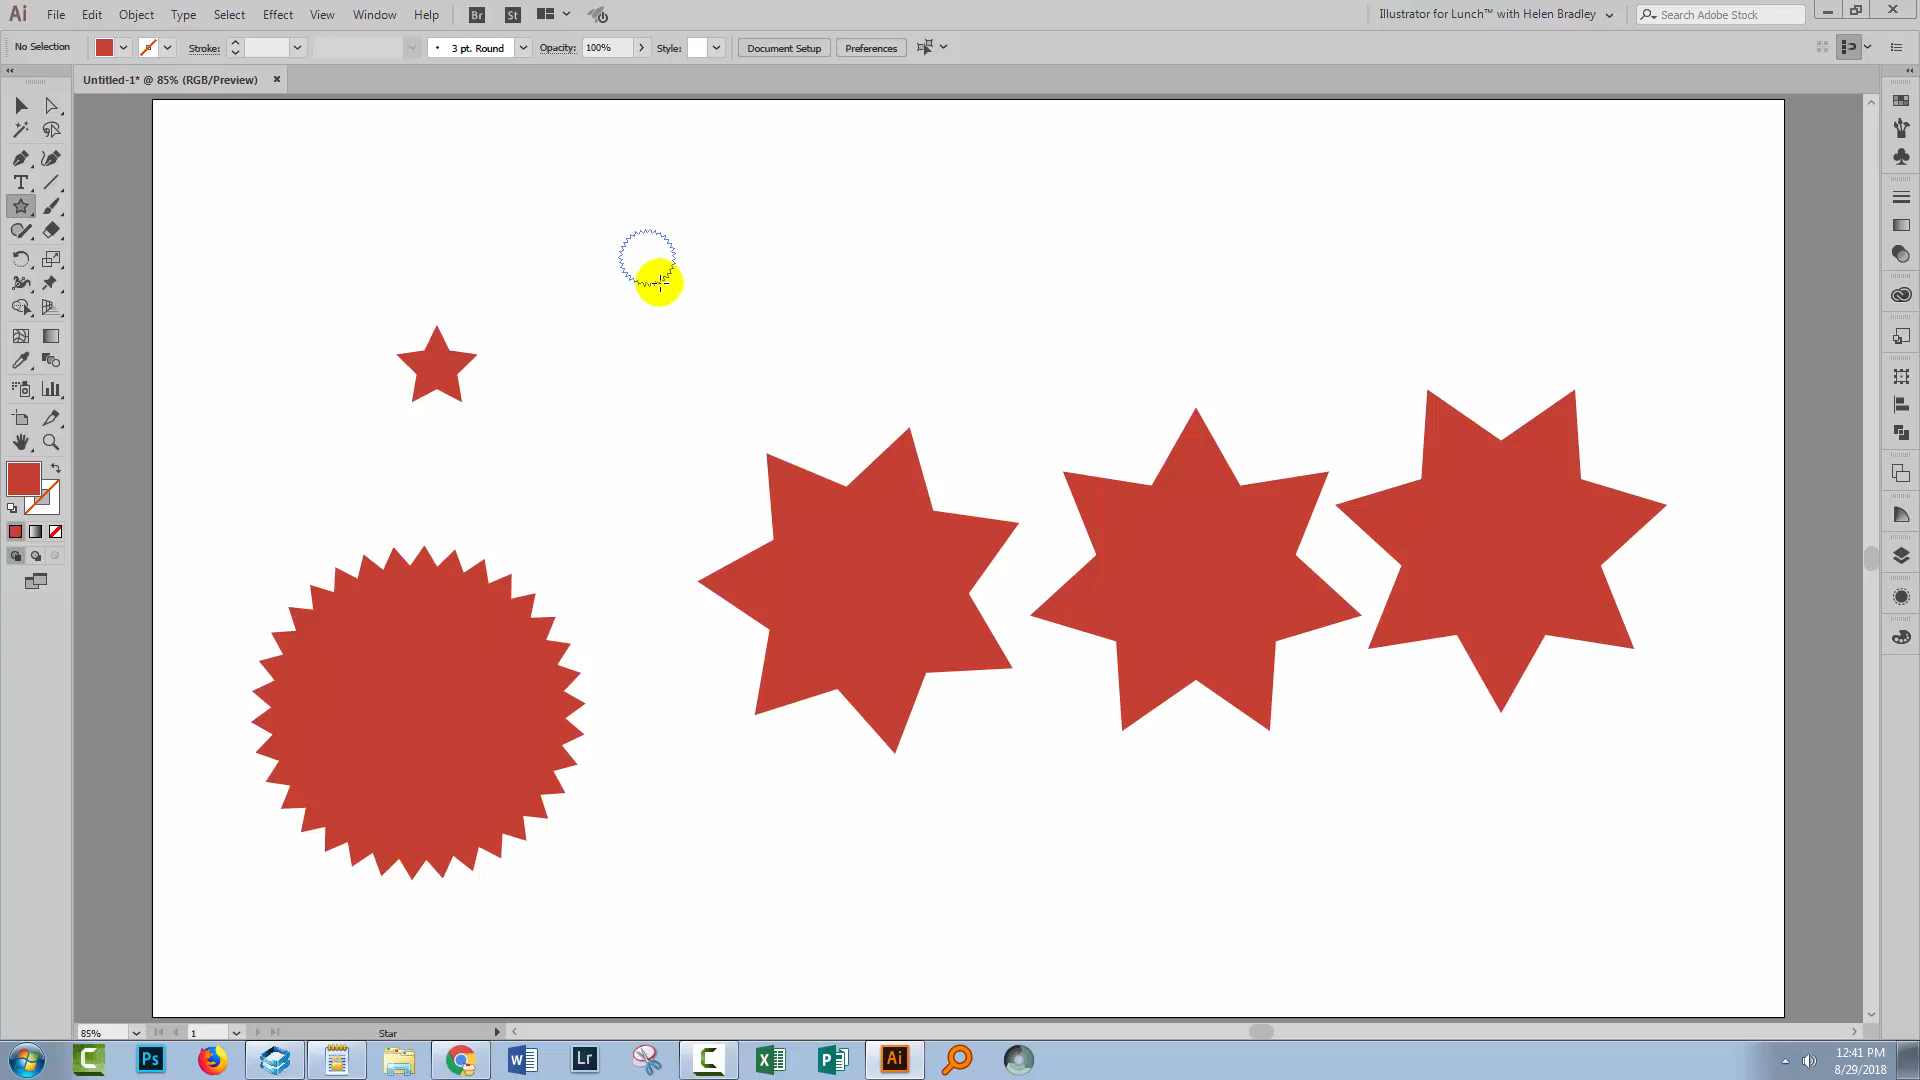 Ai File Edit Object Type Select Effect View Window Help Br St Illustrator for Lunch™ with Helen Bradley Search Adobe Stock
No Selection Stroke: 3 pt. Round Opacity: 100% Style: Document Setup Preferences
Untitled-1* @ 85% (RGB/Preview)
T
85% 1 Star
C Ps W Lr C X P Ai
12:41 PM
8/29/2018